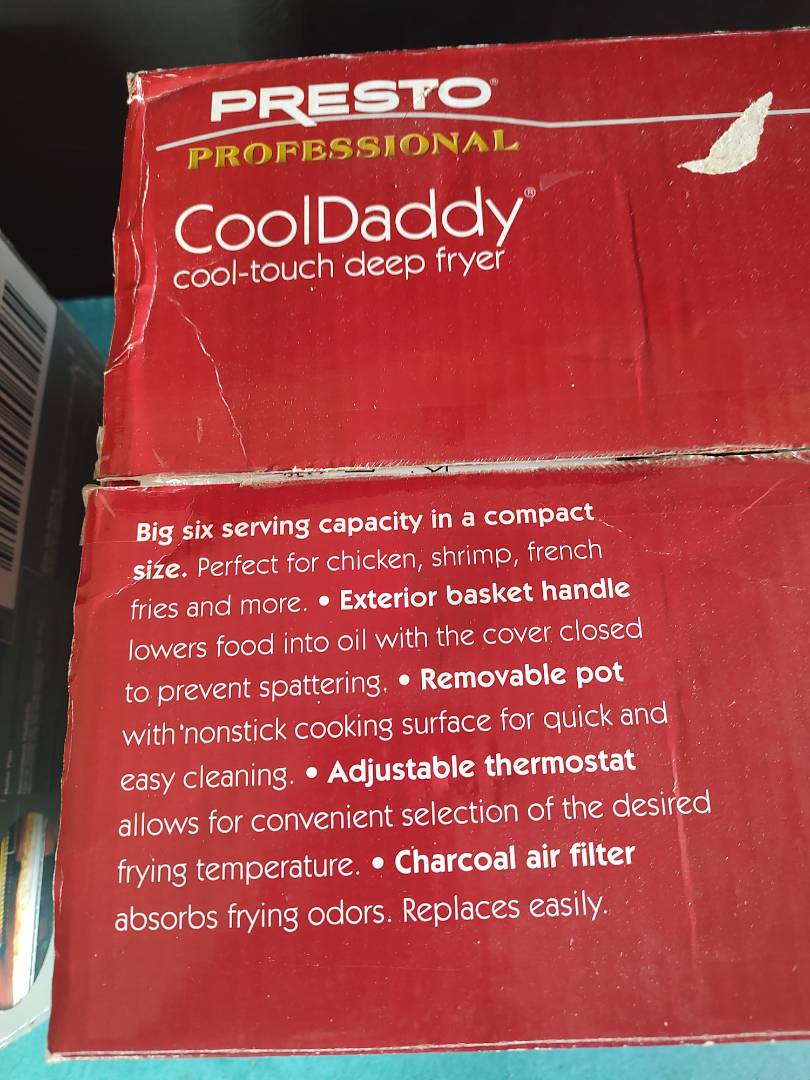 PRESTO®
PROFESSIONAL
CoolDaddy®
cool-touch deep fryer
Big six serving capacity in a compact
size. Perfect for chicken, shrimp, french
fries and more. • Exterior basket handle
lowers food into oil with the cover closed
to prevent spattering. • Removable pot
with nonstick cooking surface for quick and
easy cleaning. • Adjustable thermostat
allows for convenient selection of the desired
frying temperature. • Charcoal air filter
absorbs frying odors. Replaces easily.